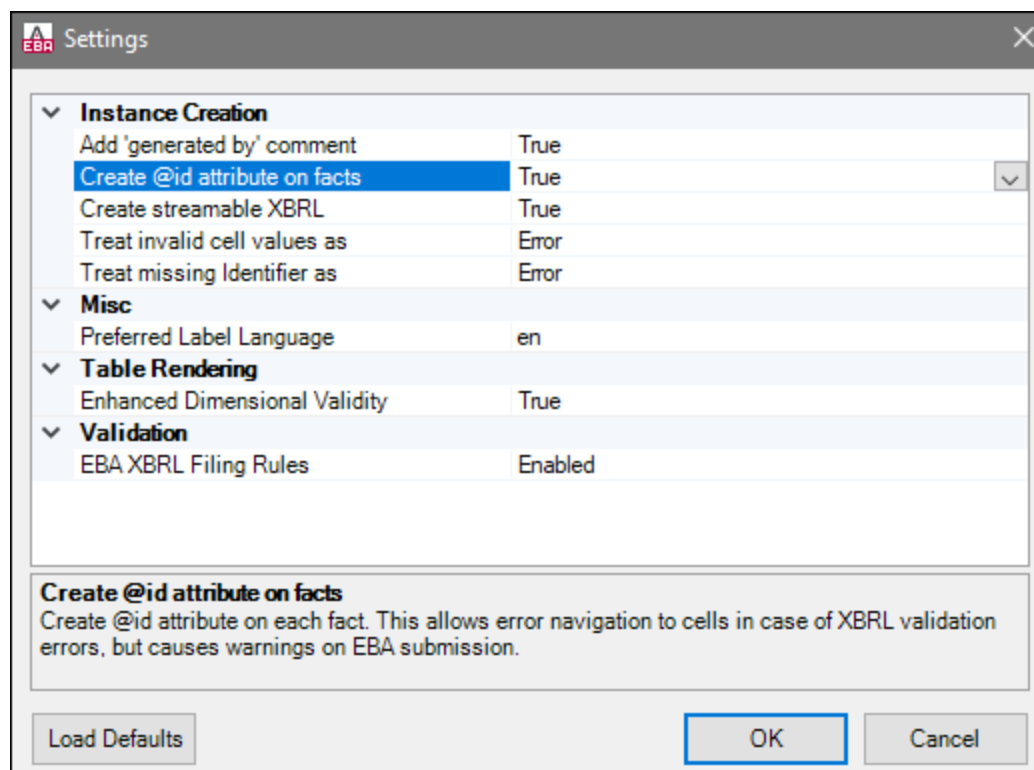 EBA Settings
Instance Creation
Add 'generated by' comment True
Create @id attribute on facts True
Create streamable XBRL True
Treat invalid cell values as Error
Treat missing Identifier as Error
Misc
Preferred Label Language en
Table Rendering
Enhanced Dimensional Validity True
Validation
EBA XBRL Filing Rules Enabled
Create @id attribute on facts
Create @id attribute on each fact. This allows error navigation to cells in case of XBRL validation
errors, but causes warnings on EBA submission.
Load Defaults OK Cancel